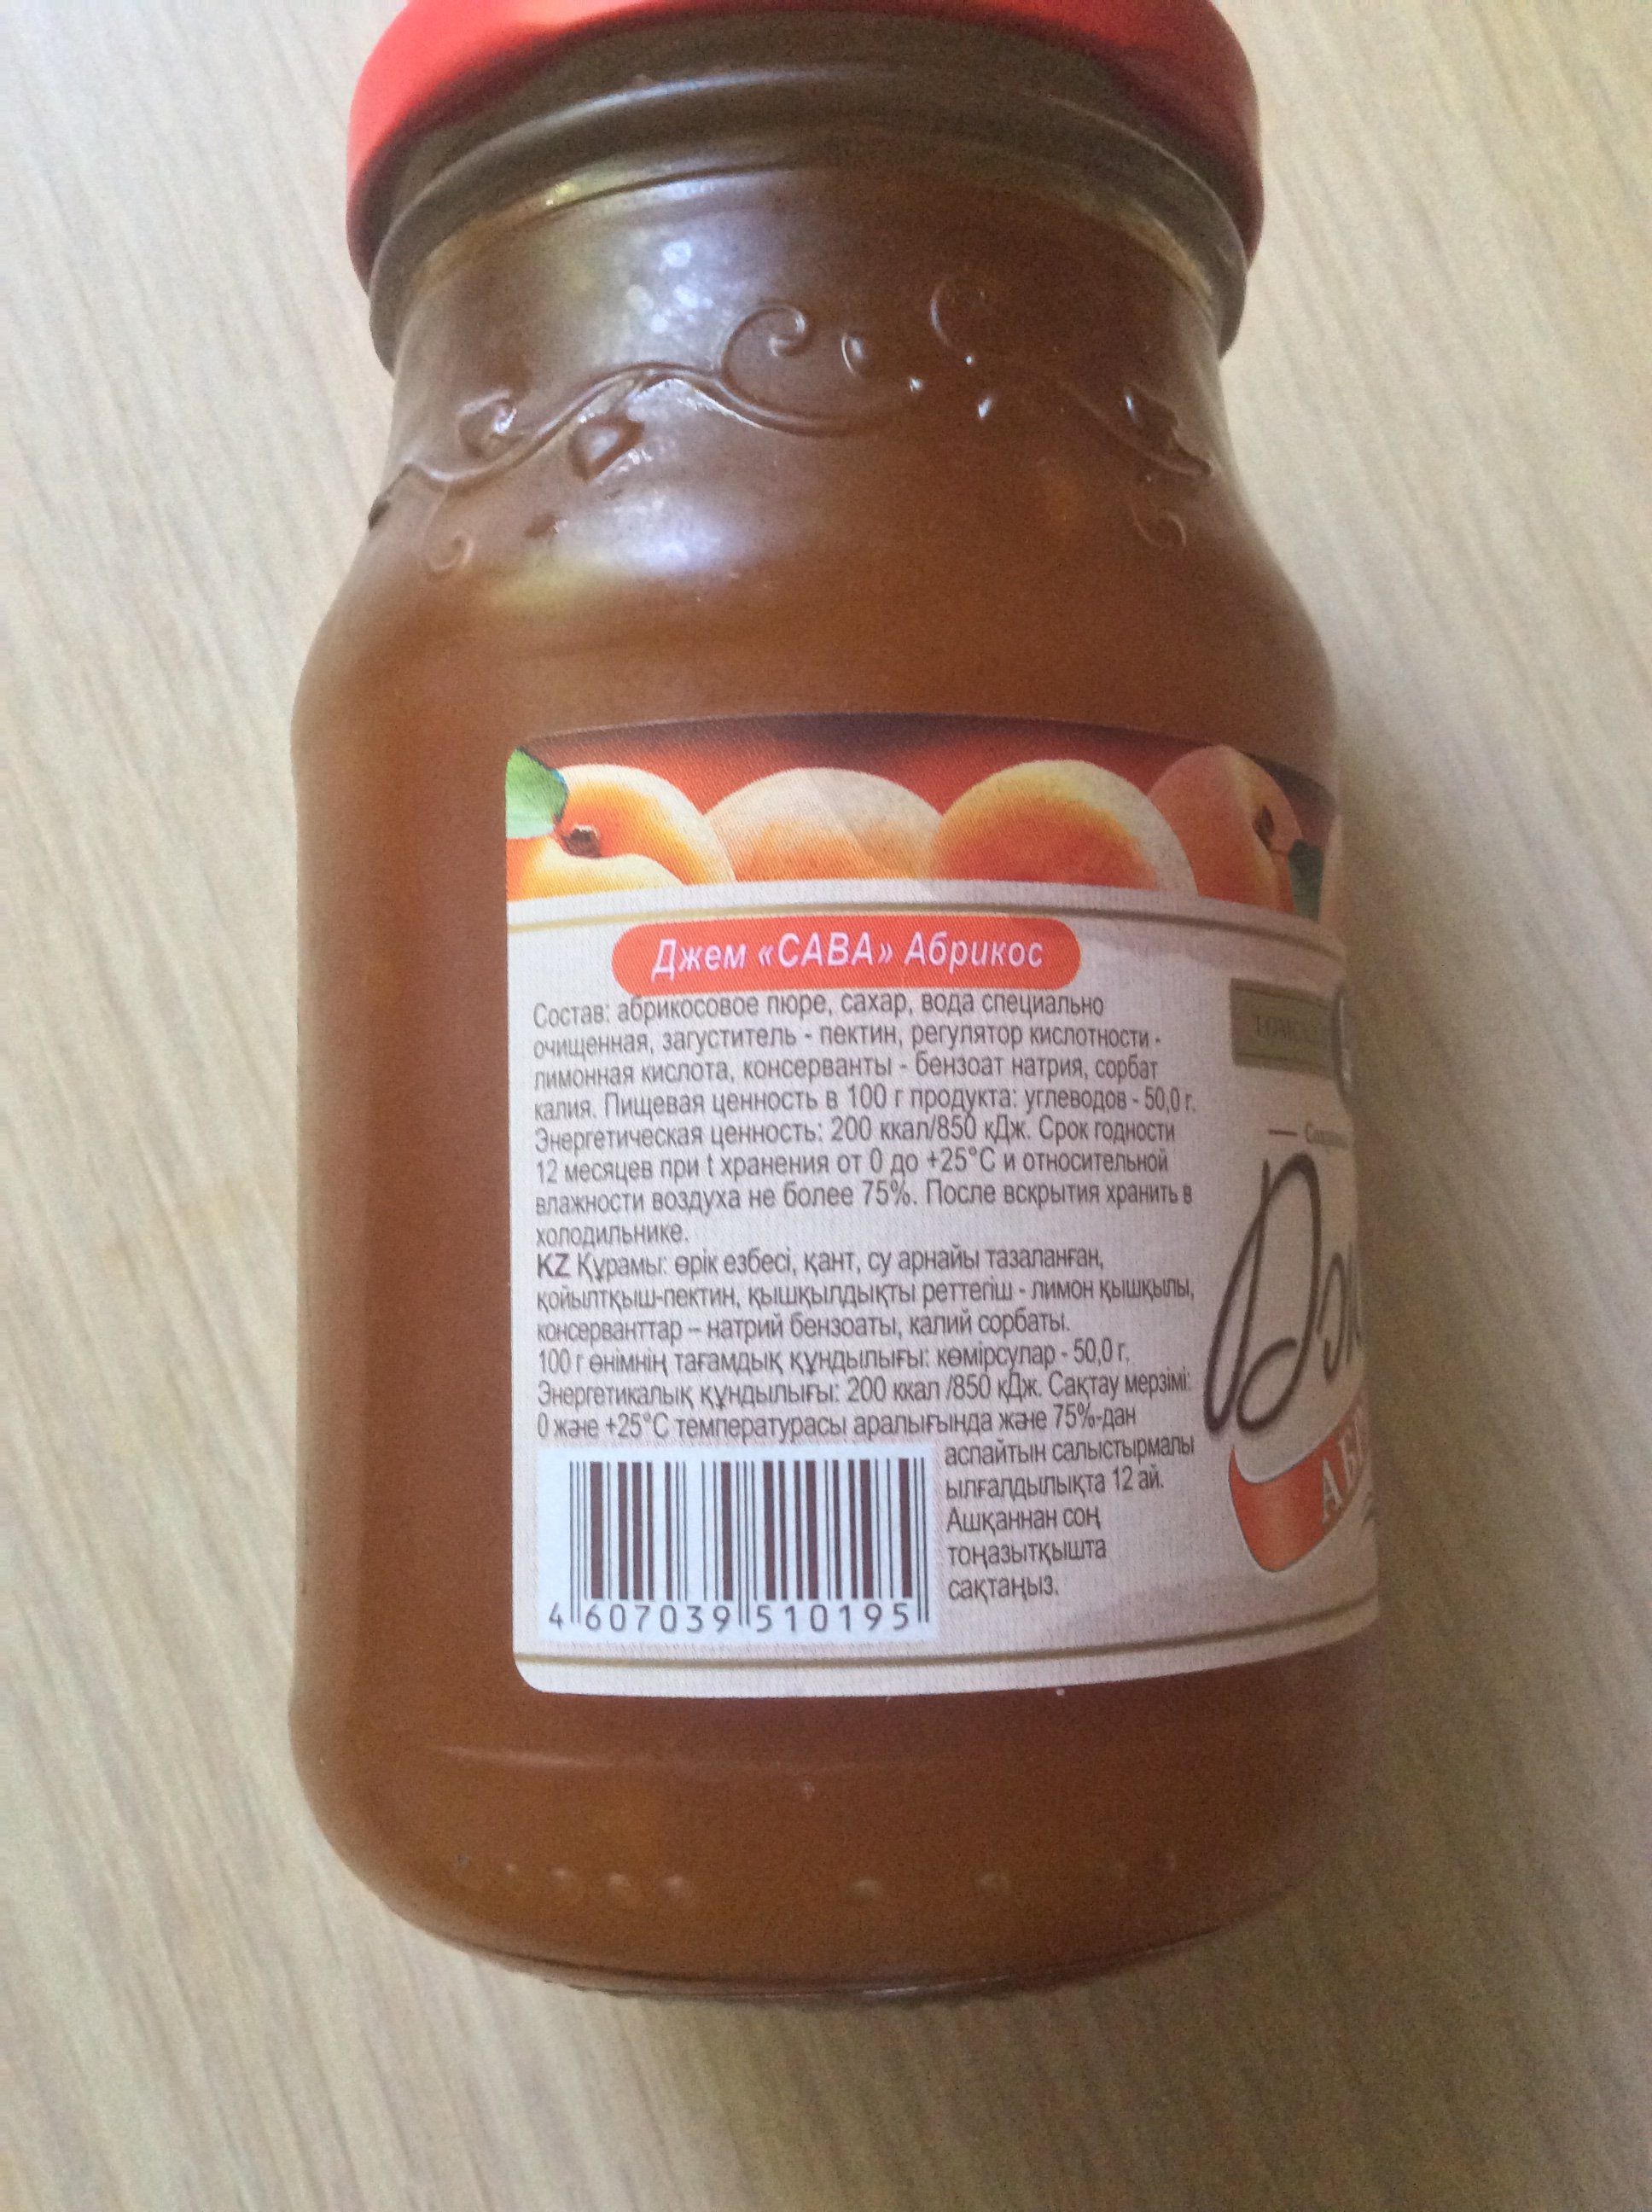 Джем «САВА» Абрикос
Состав: абрикосовое пюре, сахар, вода специально
очищенная, загуститель - пектин, регулятор кислотности -
лимонная кислота, консерванты - бензоат натрия, сорбат
калия. Пищевая ценность в 100 г продукта: углеводов - 50,0 г.
Энергетическая ценность: 200 ккал/850 кДж. Срок годности
12 месяцев при t хранения от 0 до +25°С и относительной
влажности воздуха не более 75%. После вскрытия хранить в
холодильнике.
KZ Құрамы: өрік езбесі, қант, су арнайы тазаланған,
қойылтқыш-пектин, қышқылдықты реттегіш - лимон қышқылы,
консерванттар – натрий бензоаты, калий сорбаты.
100 г өнімнің тағамдық құндылығы: көмірсулар - 50,0 г.
Энергетикалық құндылығы: 200 ккал /850 кДж. Сақтау мерзімі:
0 және +25°С температурасы аралығында және 75%-дан
аспайтын салыстырмалы
ылғалдылықта 12 ай.
Ашқаннан соң
тоңазытқышта
сақтаңыз.
4 607039 510195